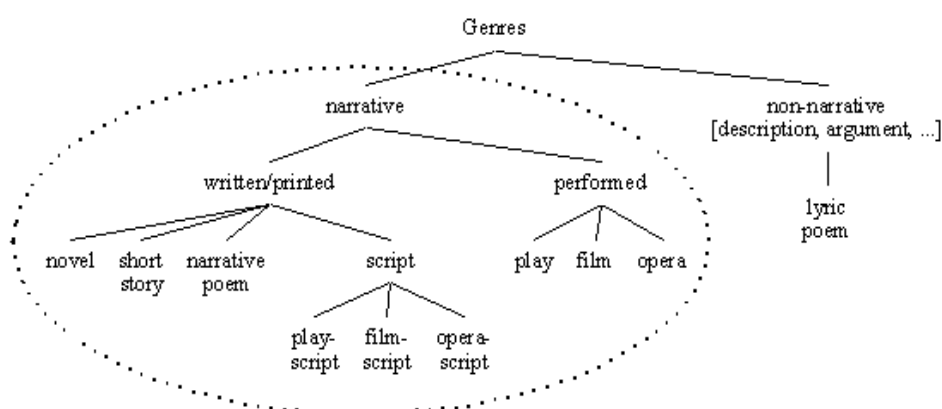 Genres
narrative
non-narrative
[description, argument, ...]
written/printed
performed
lyric
poem
novel
short
story
narrative
poem
script
play
film
opera
play-
script
film-
script
opera-
script